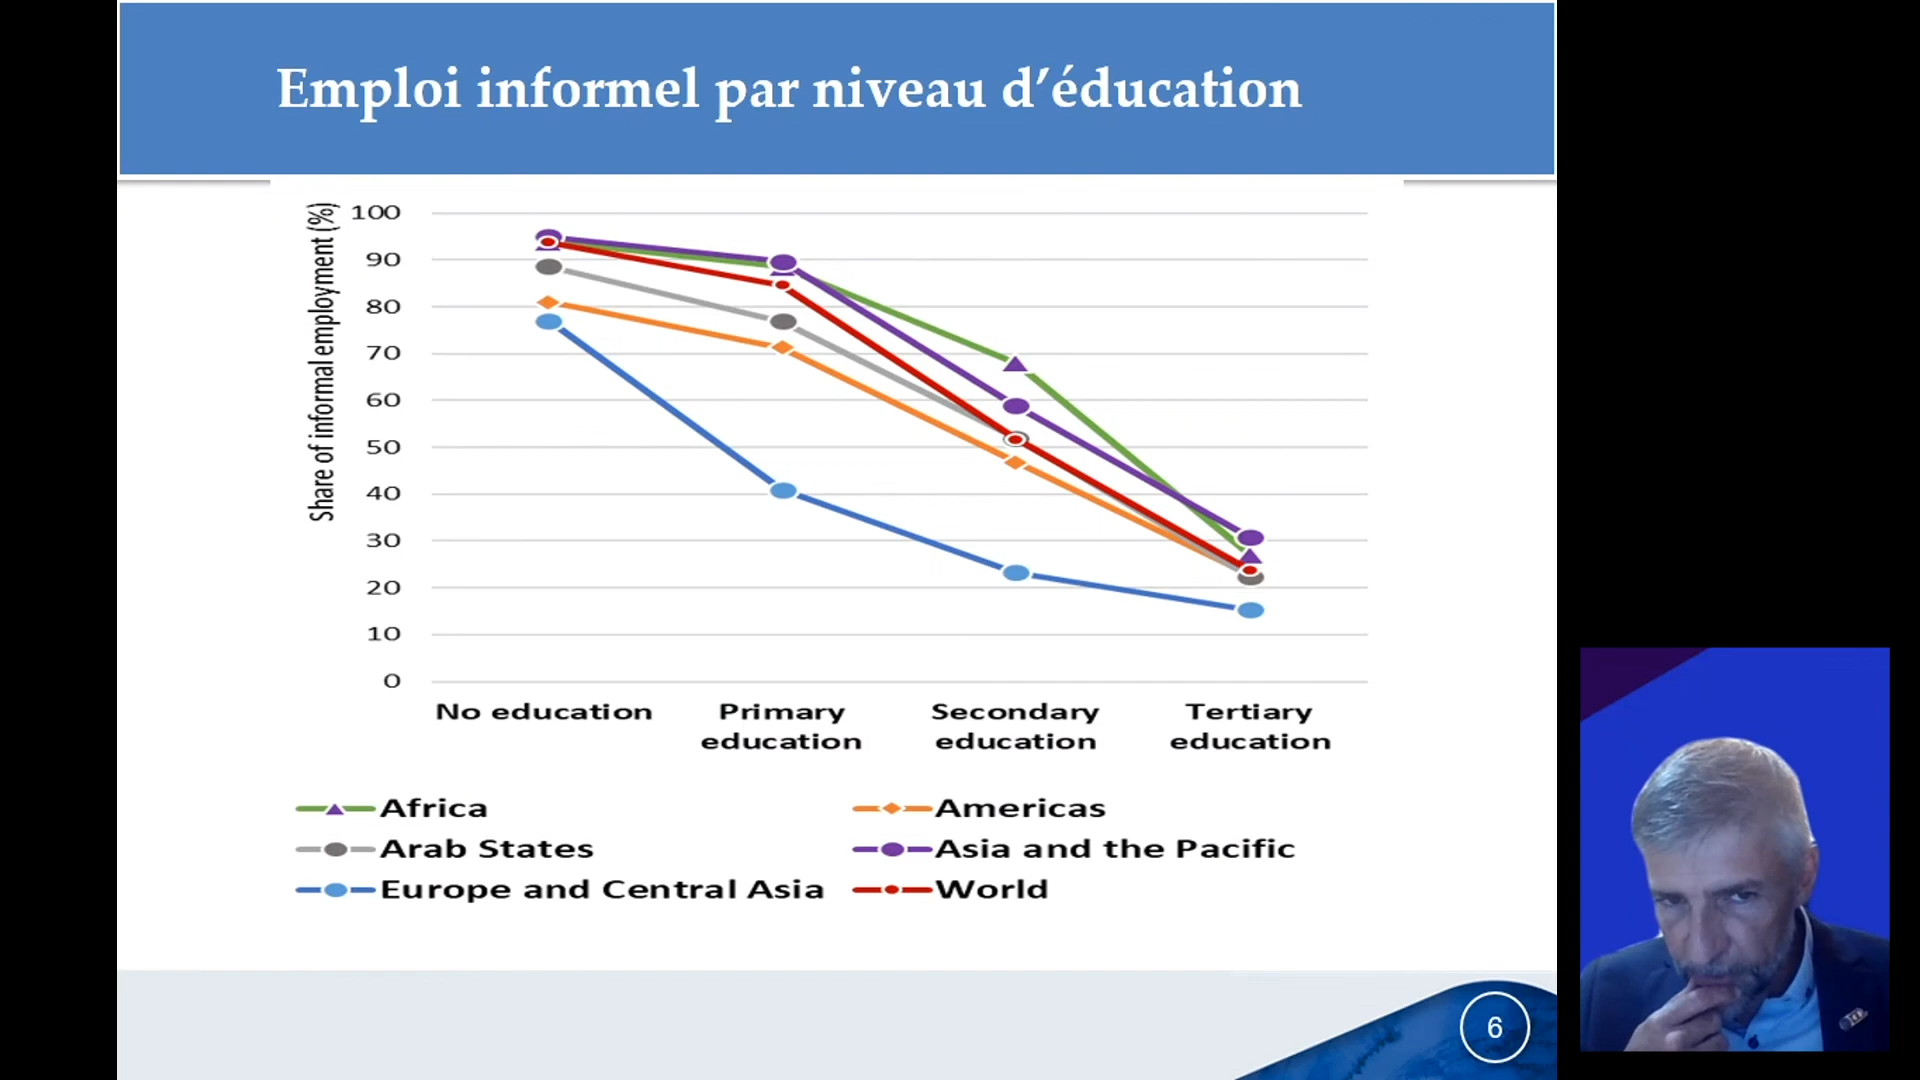 Emploi informel par niveau d’éducation
Share of informal employment (%)
100
90
80
70
60
50
40
30
20
10
0
No education
Primary education
Secondary education
Tertiary education
Africa
Americas
Arab States
Asia and the Pacific
Europe and Central Asia
World
6